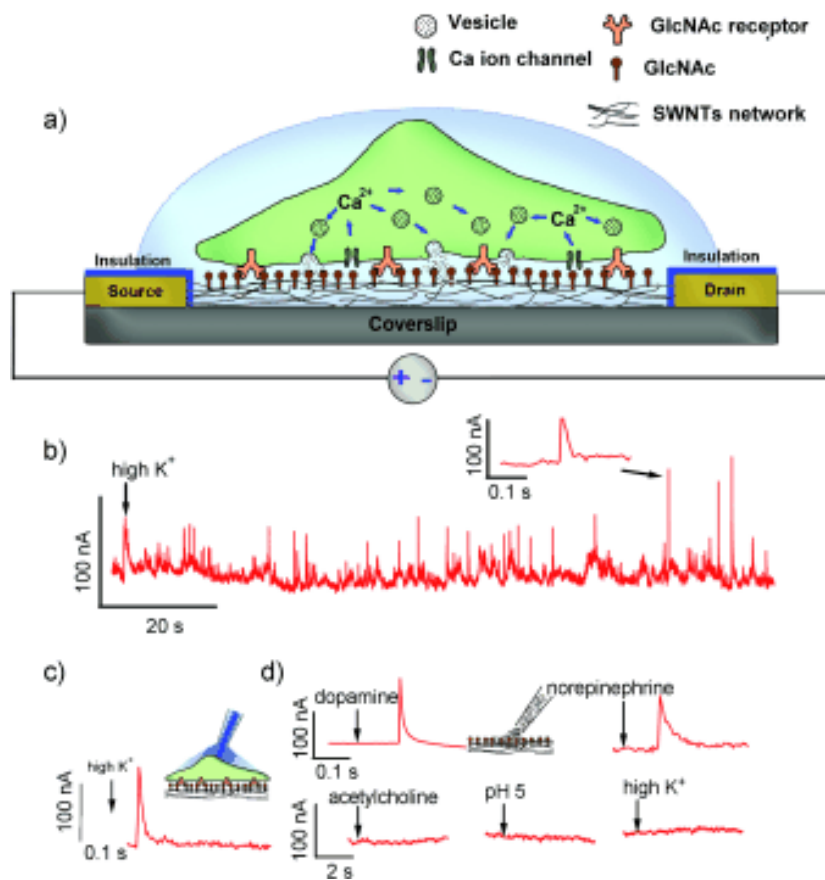 Vesicle
GlcNAc receptor
Ca ion channel
GlcNAc
SWNTs network
a)
Ca²⁺
Ca²⁺
Insulation
Insulation
Source
Drain
Coverslip
+ -
b)
high K⁺
100 nA
0.1 s
100 nA
20 s
c)
d)
dopamine
norepinephrine
100 nA
0.1 s
high K⁺
100 nA
0.1 s
acetylcholine
pH 5
high K⁺
2 s